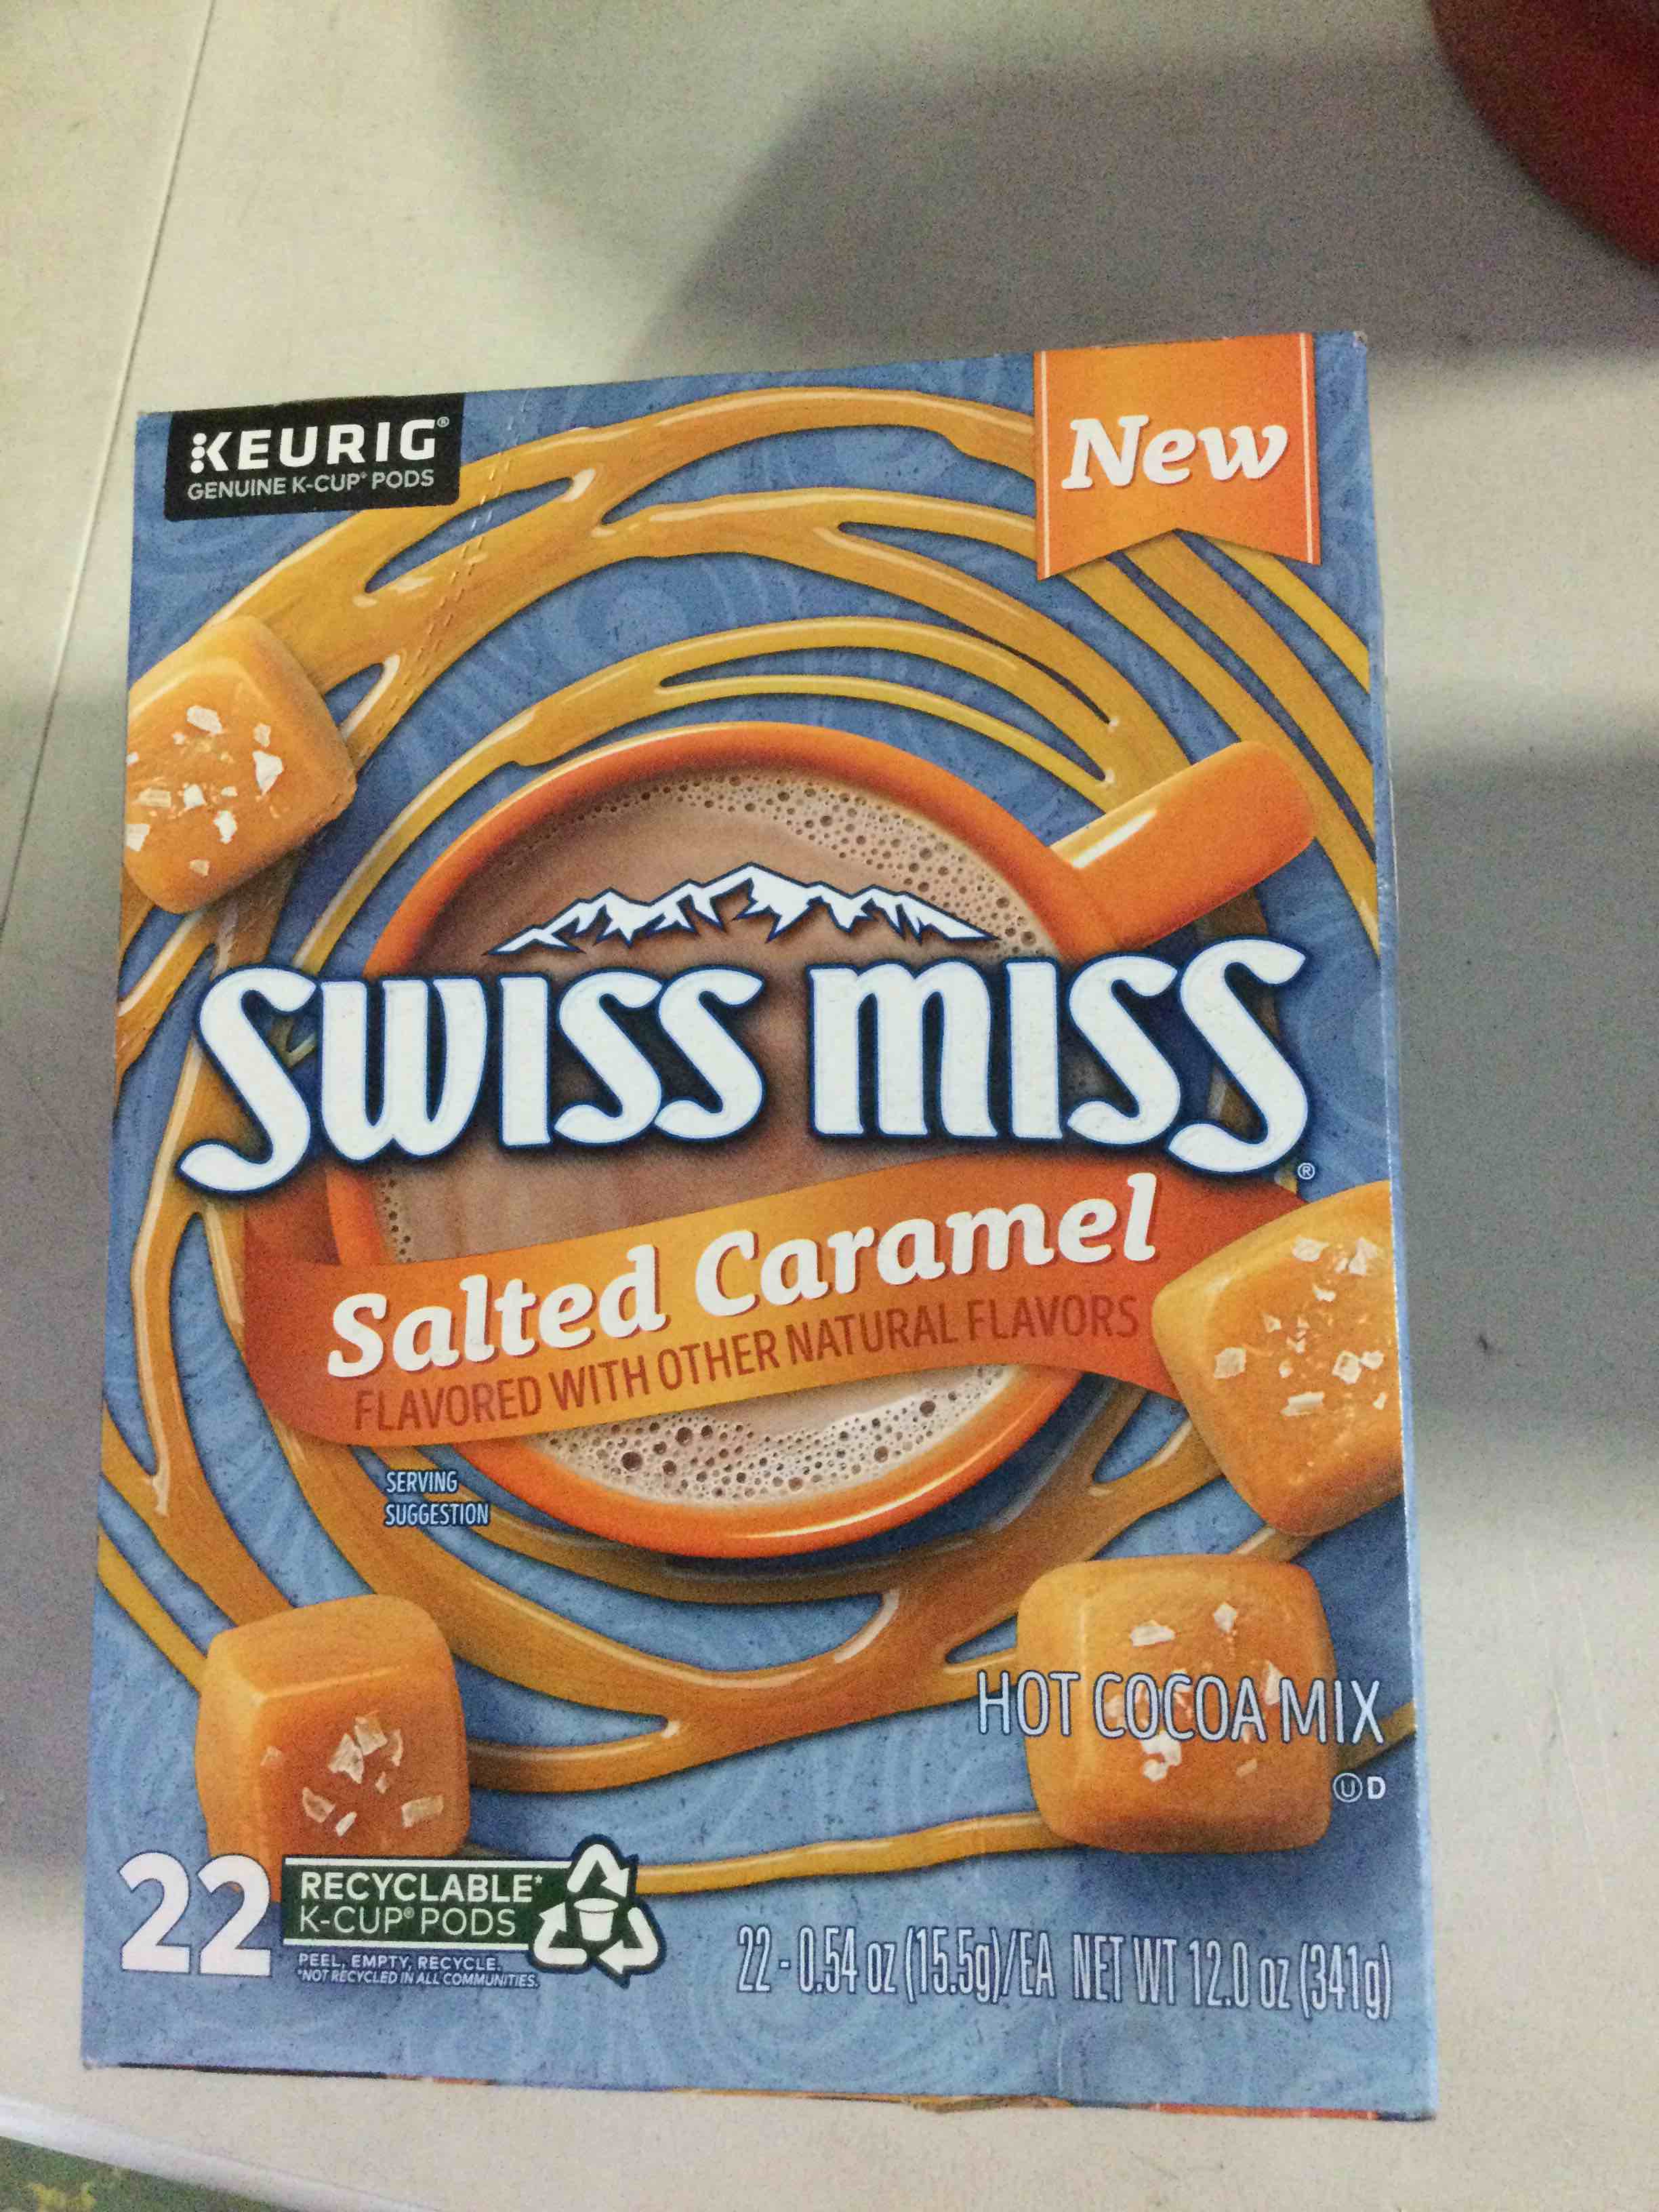 KEURIG®
GENUINE K-CUP® PODS
New
SWISS MISS®
Salted Caramel
FLAVORED WITH OTHER NATURAL FLAVORS
SERVING
SUGGESTION
HOT COCOA MIX
Ⓤ D
22
RECYCLABLE*
K-CUP® PODS
PEEL, EMPTY, RECYCLE.
*NOT RECYCLED IN ALL COMMUNITIES.
22 - 0.54 oz (15.5g)/EA NET WT 12.0 oz (341g)